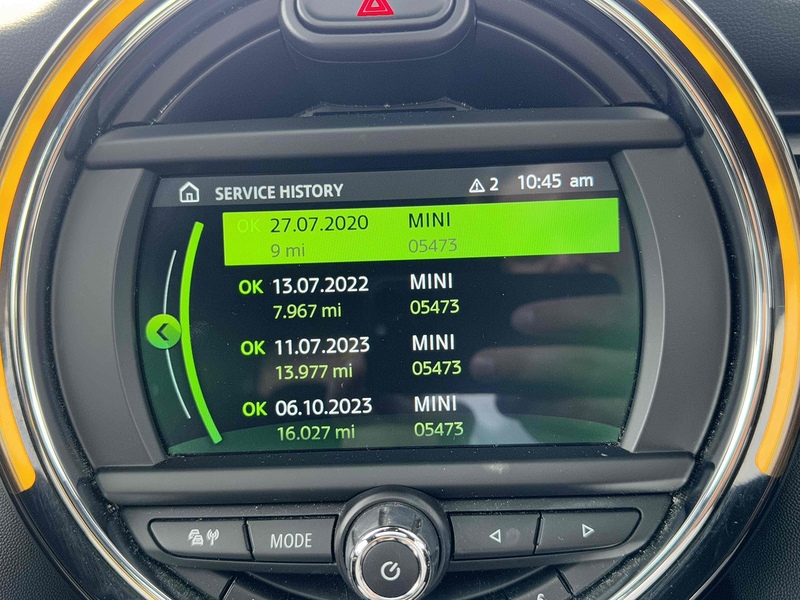 SERVICE HISTORY 2 10:45 am
OK 27.07.2020 MINI
9 mi 05473
OK 13.07.2022 MINI
7.967 mi 05473
OK 11.07.2023 MINI
13.977 mi 05473
OK 06.10.2023 MINI
16.027 mi 05473
MODE